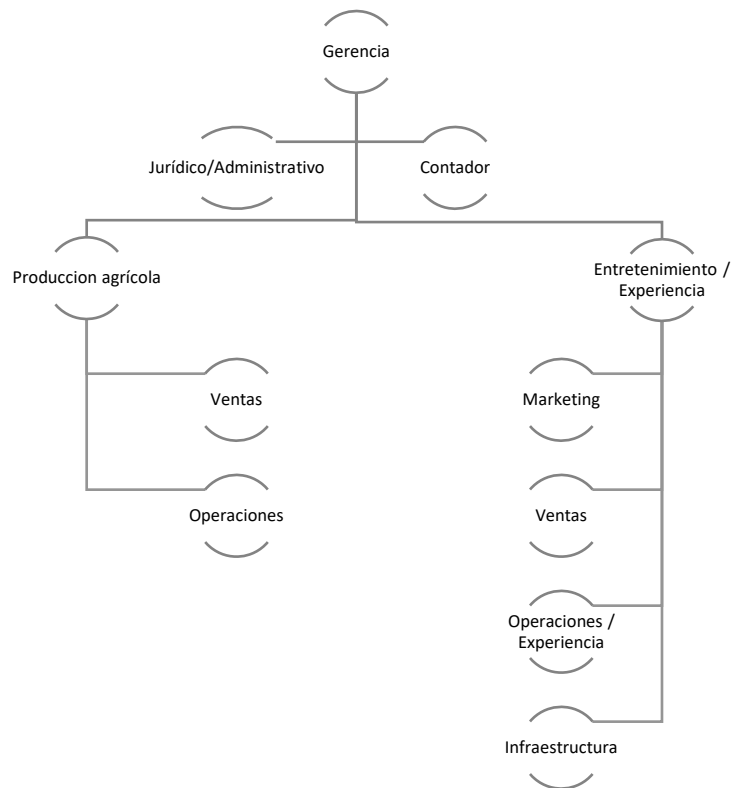 Gerencia
Jurídico/Administrativo
Contador
Produccion agrícola
Entretenimiento /
Experiencia
Ventas
Marketing
Operaciones
Ventas
Operaciones /
Experiencia
Infraestructura